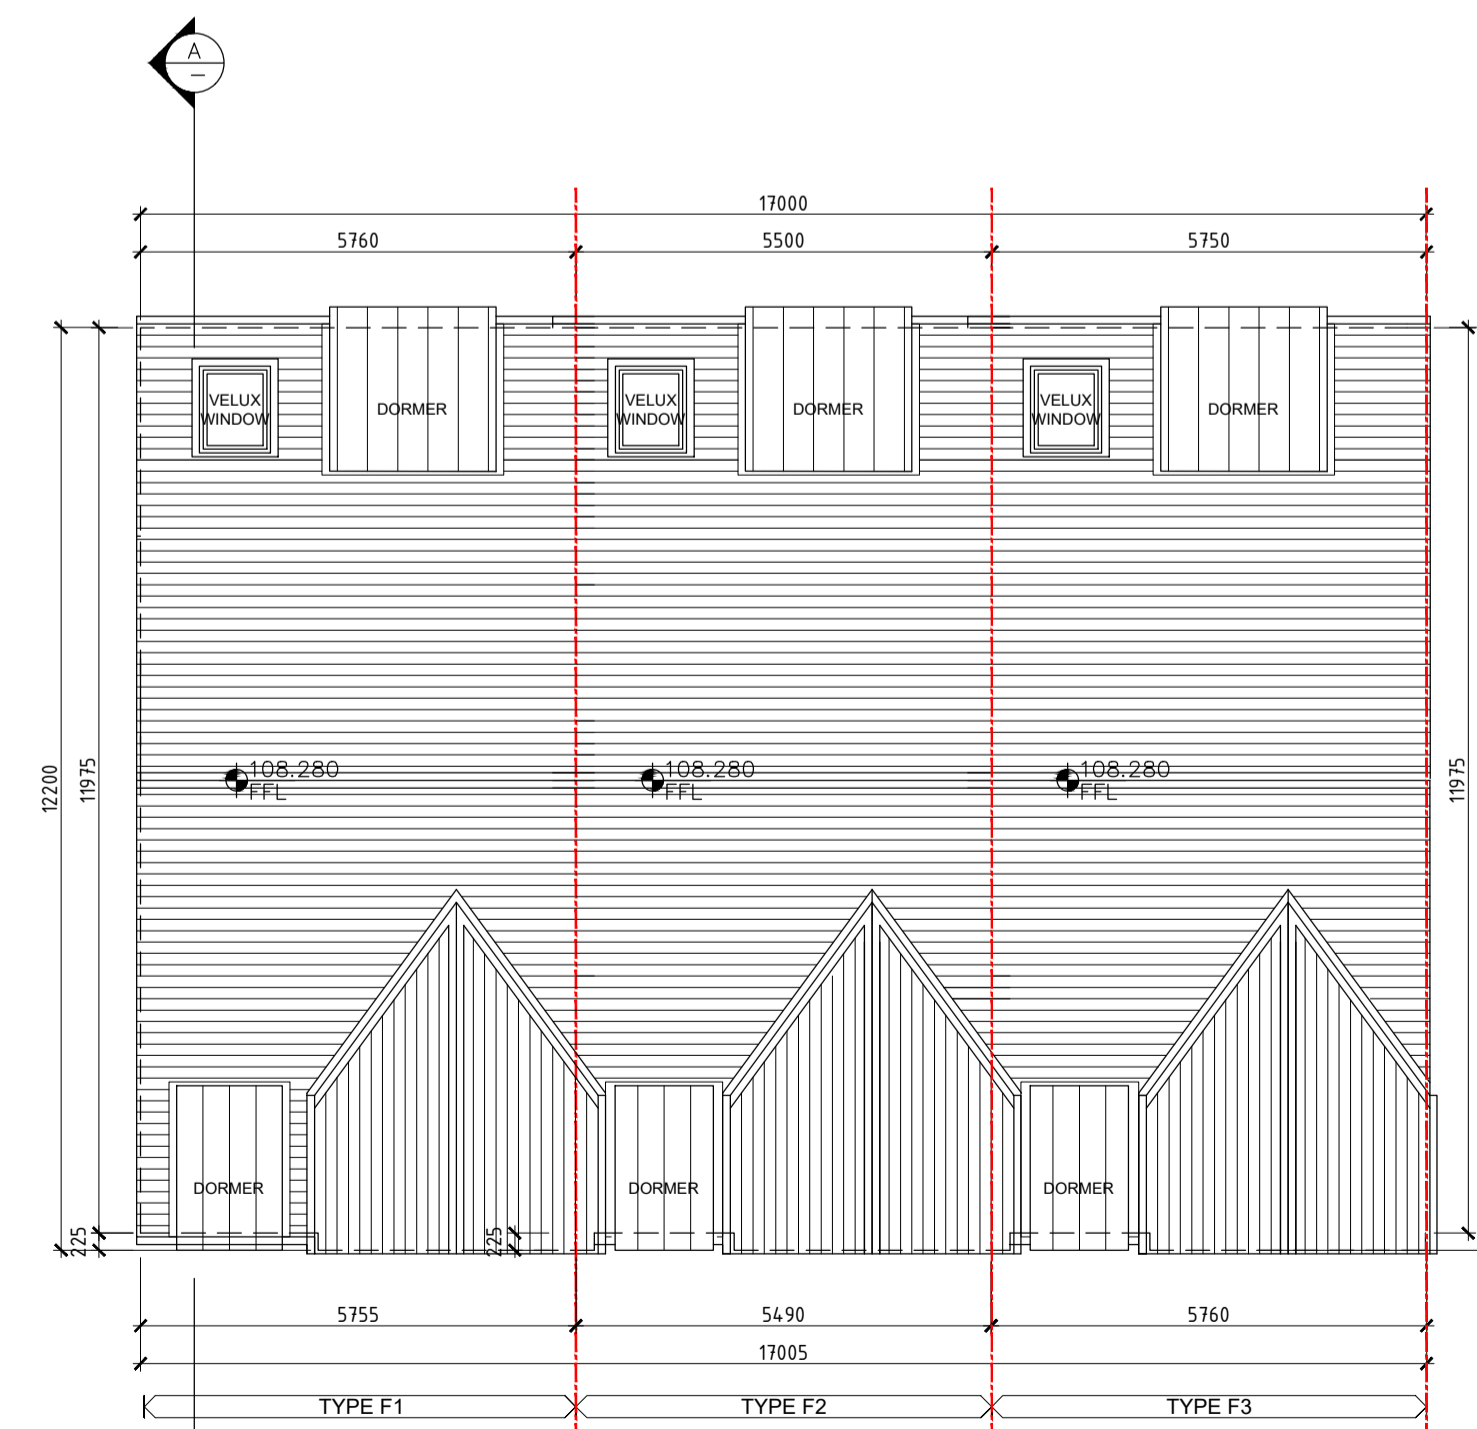 A
17000
5760
5500
5750
VELUX
WINDOW
DORMER
VELUX
WINDOW
DORMER
VELUX
WINDOW
DORMER
12200
11975
108.280
FFL
108.280
FFL
108.280
FFL
11975
DORMER
DORMER
DORMER
225
225
5755
5490
5760
17005
TYPE F1
TYPE F2
TYPE F3